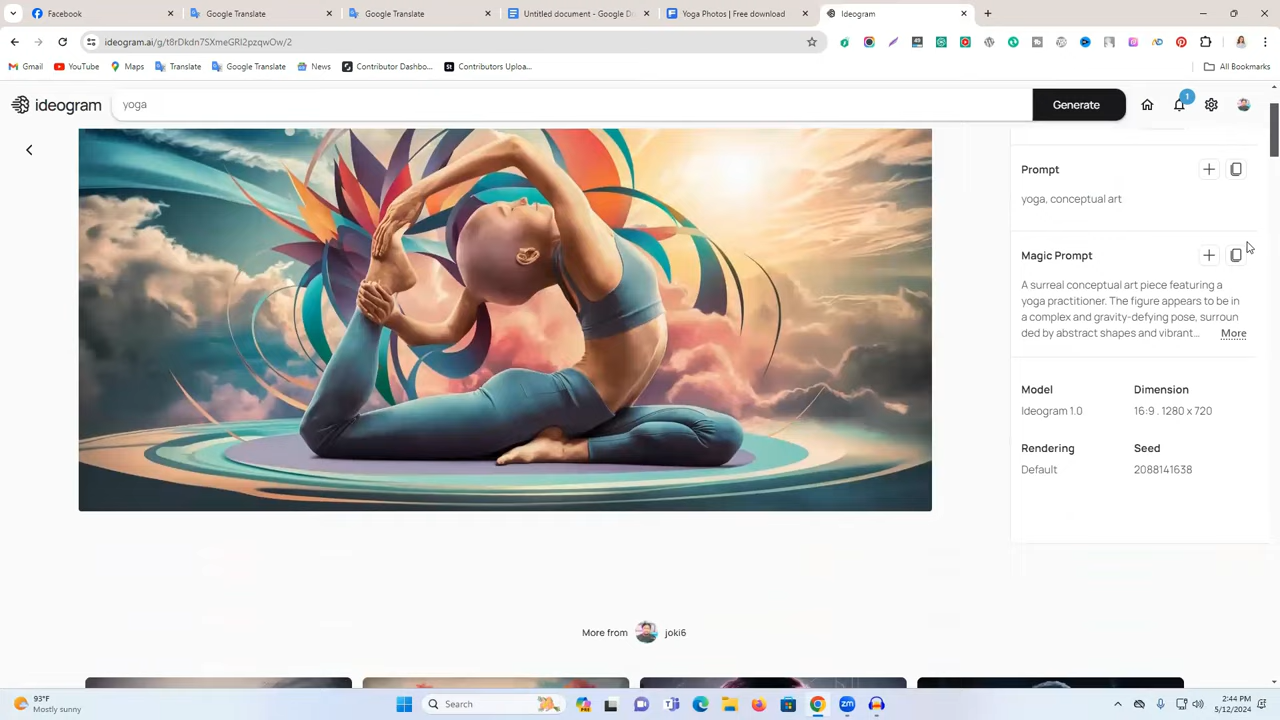 Facebook
Google Translate
Google Translate
Untitled document - Google D
Yoga Photos | Free download
Ideogram
ideogram.ai/g/t8rDkdn7SXmeGRI2pzqwOw/2
Gmail
YouTube
Maps
Translate
Google Translate
News
Contributor Dashbo...
Contributors Uploa...
All Bookmarks
ideogram
yoga
Generate
1
Prompt
yoga, conceptual art
Magic Prompt
A surreal conceptual art piece featuring a
yoga practitioner. The figure appears to be in
a complex and gravity-defying pose, surroun
ded by abstract shapes and vibrant...
More
Model
Dimension
Ideogram 1.0
16:9 . 1280 x 720
Rendering
Seed
Default
2088141638
More from
joki6
93°F
Mostly sunny
Search
2:44 PM
5/12/2024